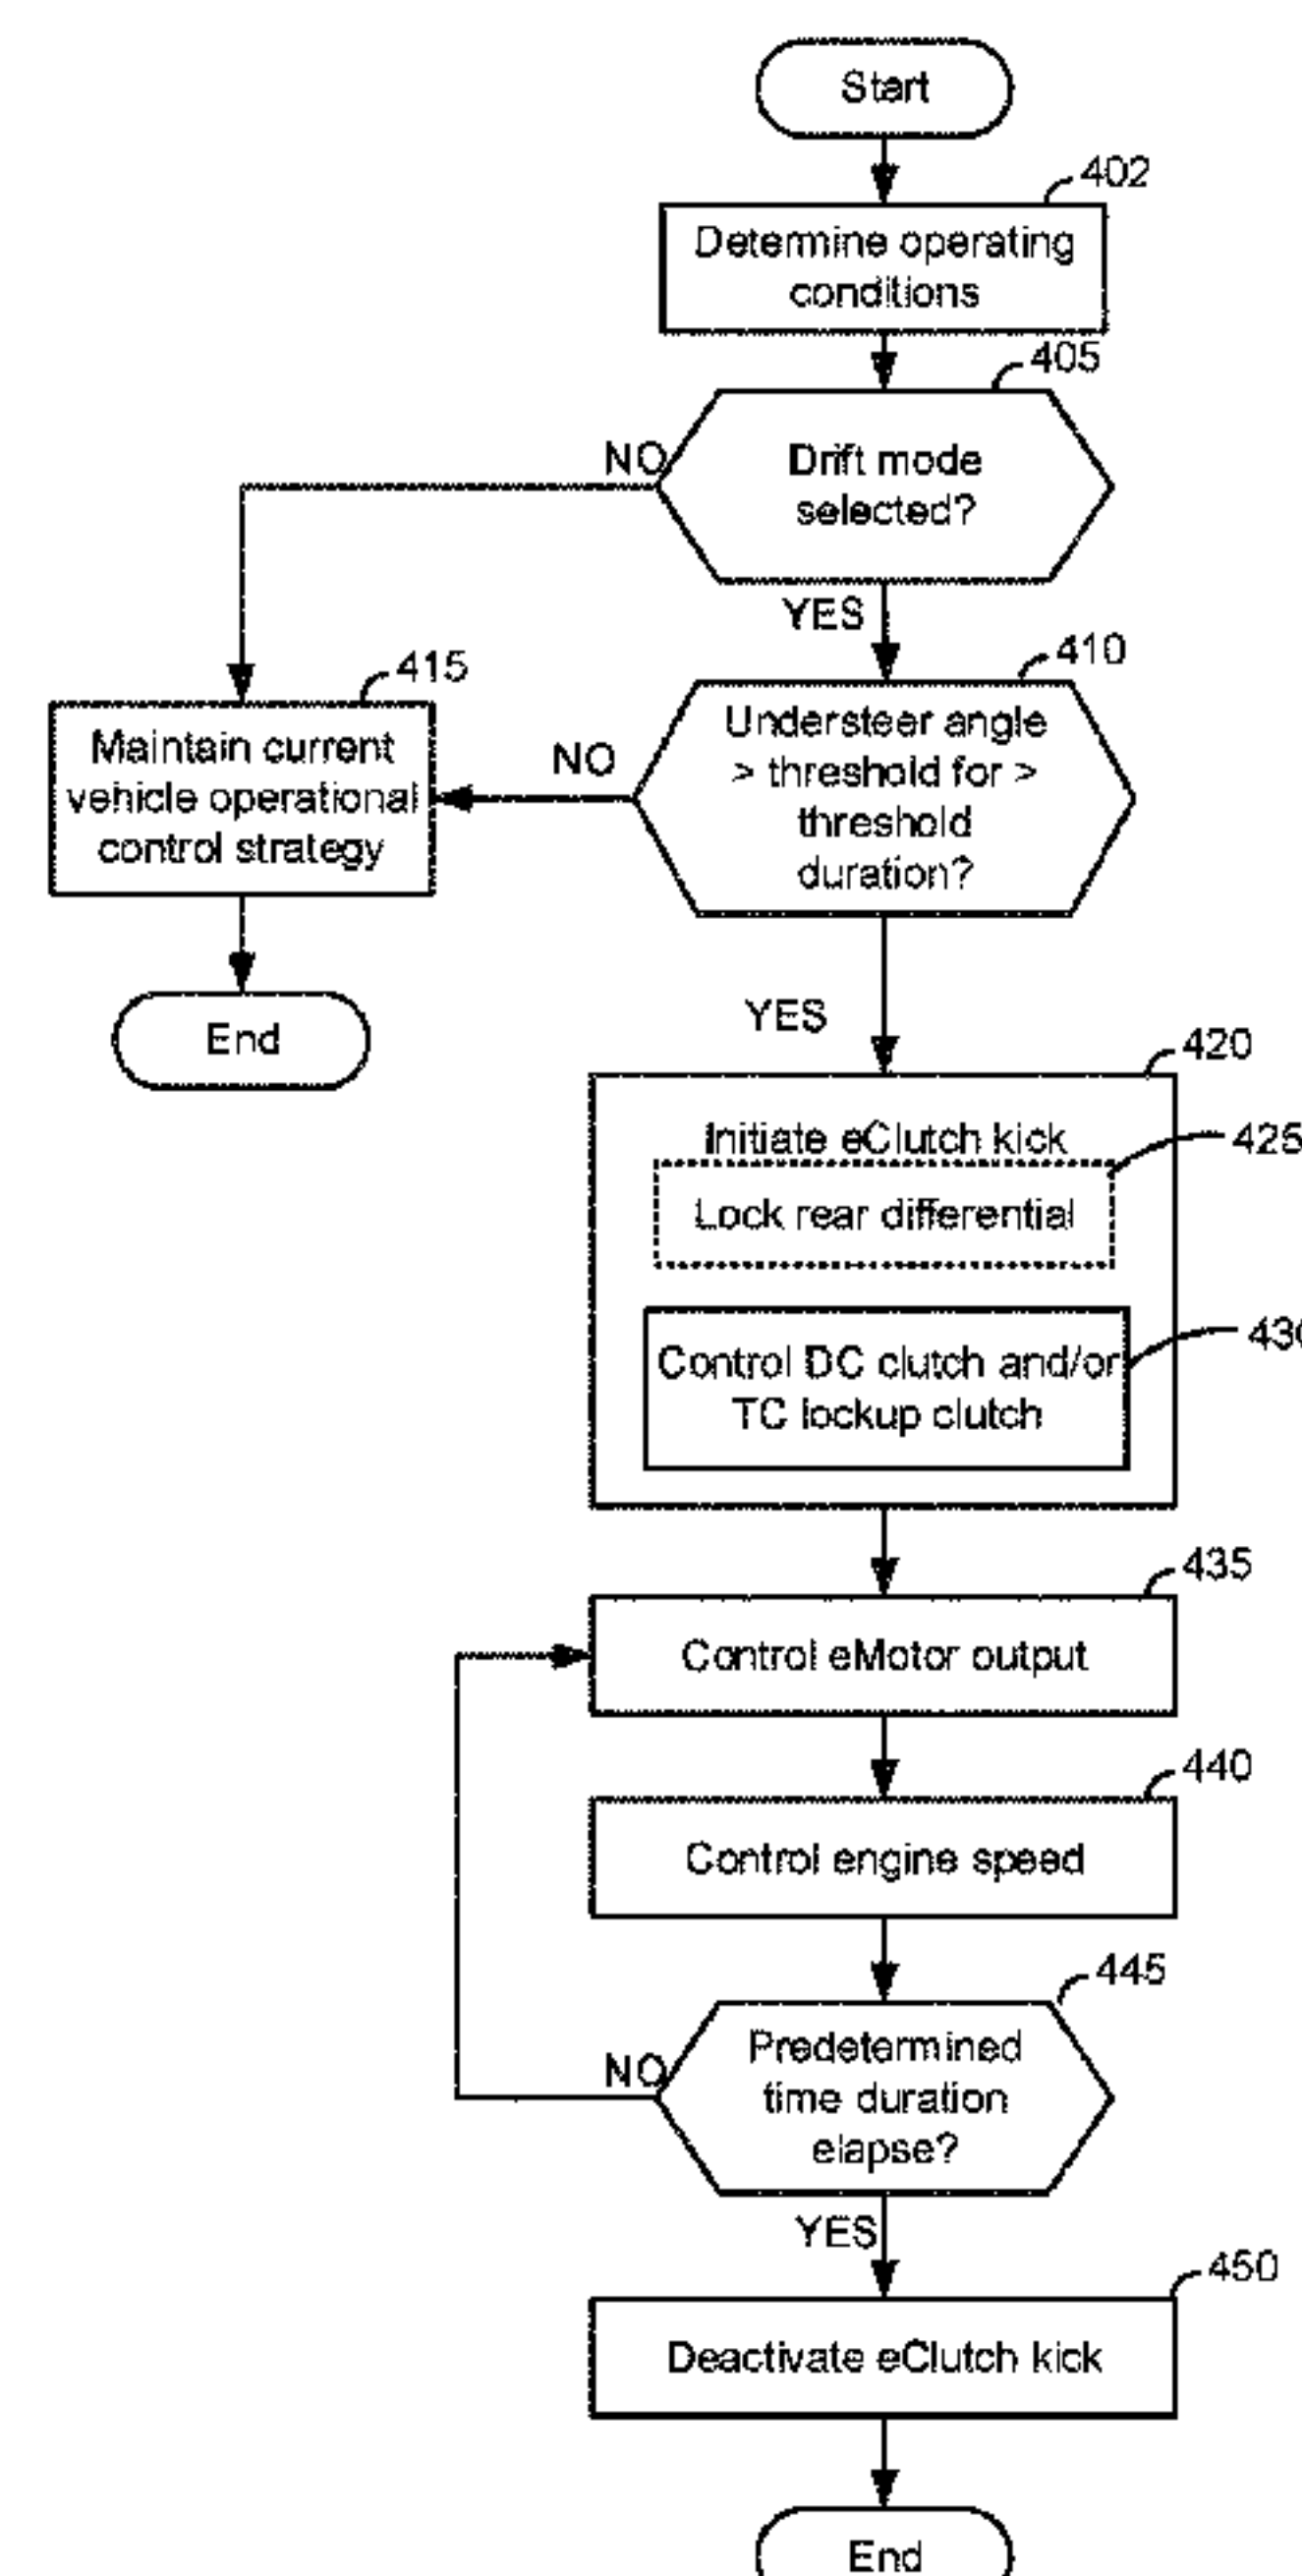 Start
402
Determine operating
conditions
405
NO
Drift mode
selected?
YES
410
415
Understeer angle
> threshold for >
threshold
duration?
NO
Maintain current
vehicle operational
control strategy
End
YES
420
Initiate eClutch kick
425
Lock rear differential
430
Control DC clutch and/or
TC lockup clutch
435
Control eMotor output
440
Control engine speed
445
NO
Predetermined
time duration
elapse?
YES
450
Deactivate eClutch kick
End